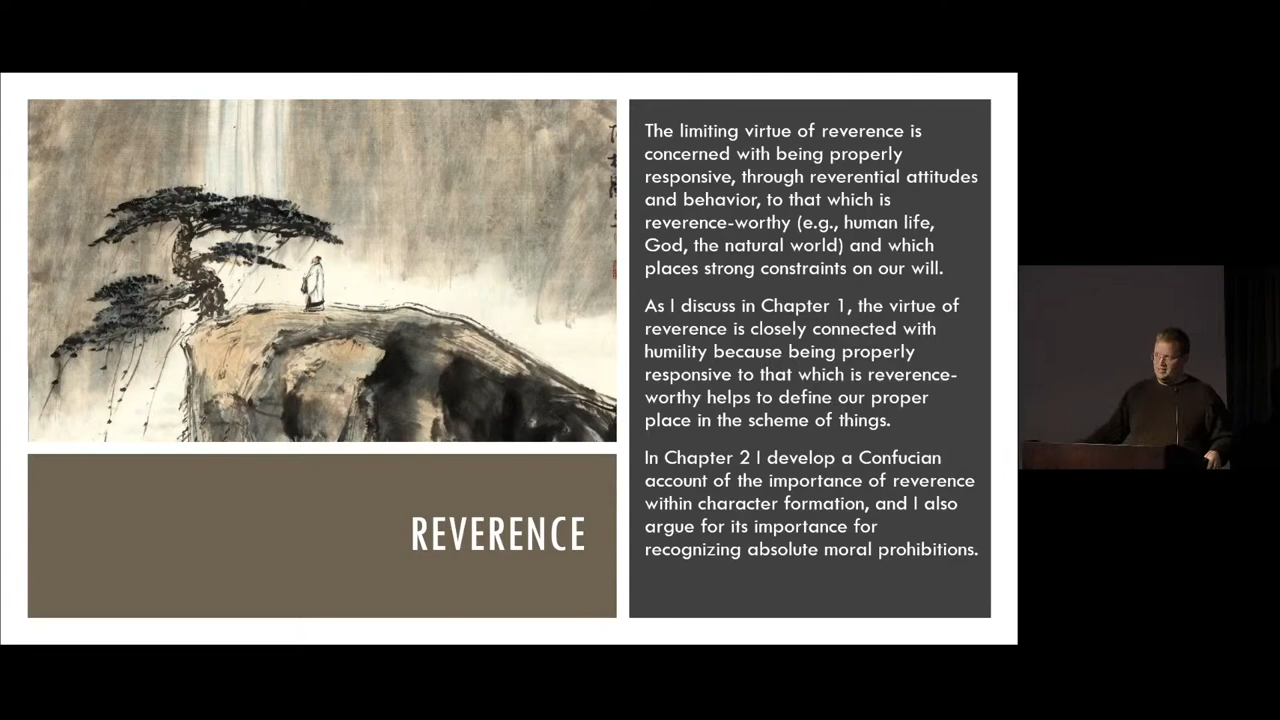 REVERENCE
The limiting virtue of reverence is
concerned with being properly
responsive, through reverential attitudes
and behavior, to that which is
reverence-worthy (e.g., human life,
God, the natural world) and which
places strong constraints on our will.
As I discuss in Chapter 1, the virtue of
reverence is closely connected with
humility because being properly
responsive to that which is reverence-
worthy helps to define our proper
place in the scheme of things.
In Chapter 2 I develop a Confucian
account of the importance of reverence
within character formation, and I also
argue for its importance for
recognizing absolute moral prohibitions.